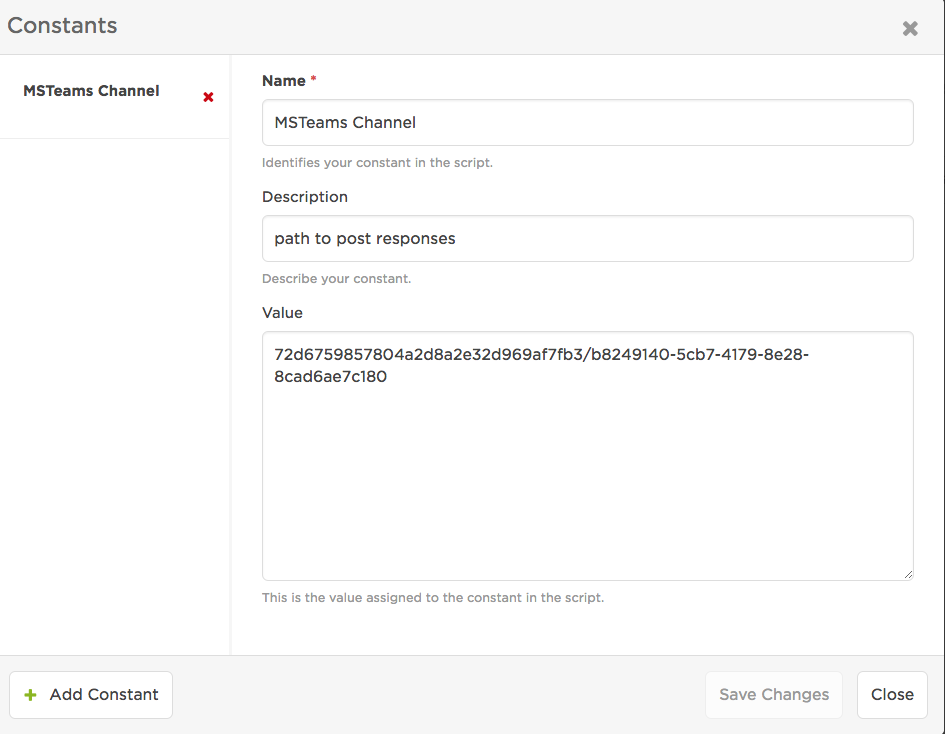 Constants
MSTeams Channel
Name *
MSTeams Channel
Identifies your constant in the script.
Description
path to post responses
Describe your constant.
Value
72d6759857804a2d8a2e32d969af7fb3/b8249140-5cb7-4179-8e28-
8cad6ae7c180
This is the value assigned to the constant in the script.
Add Constant
Save Changes
Close